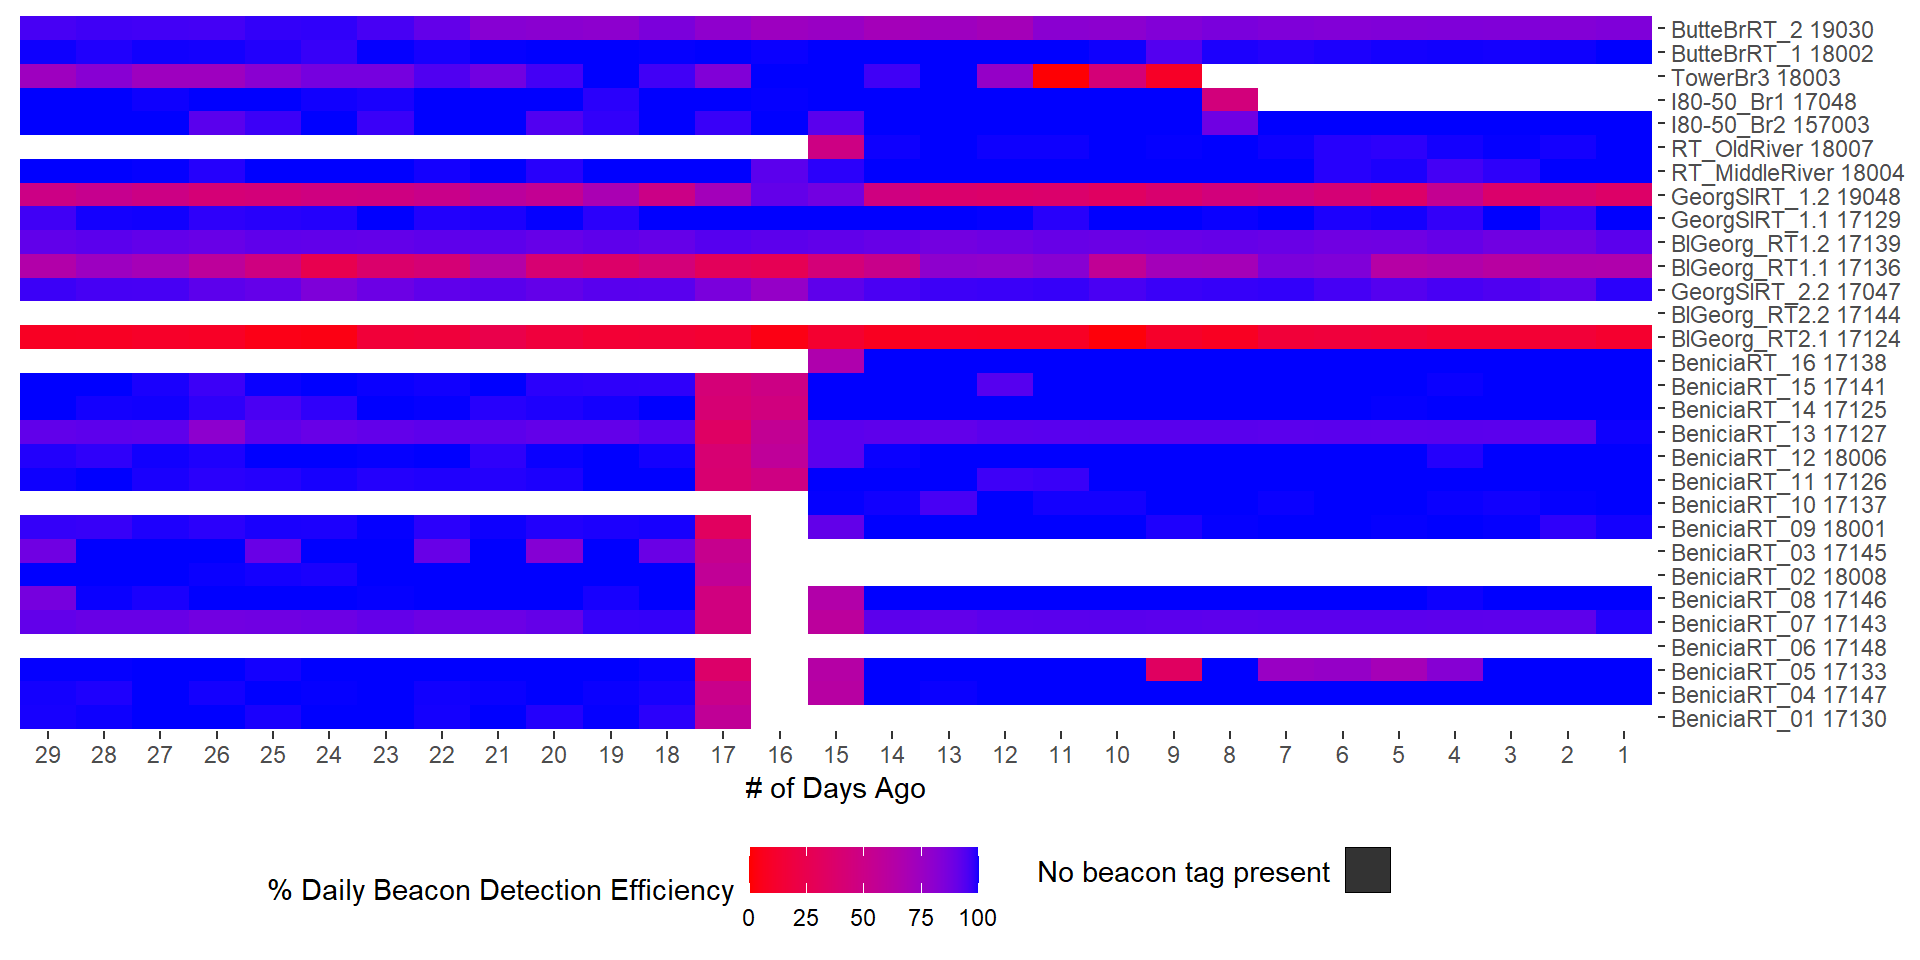 ButteBrRT_2 19030
ButteBrRT_1 18002
TowerBr3 18003
I80-50_Br1 17048
I80-50_Br2 157003
RT_OldRiver 18007
RT_MiddleRiver 18004
GeorgSlRT_1.2 19048
GeorgSlRT_1.1 17129
BlGeorg_RT1.2 17139
BlGeorg_RT1.1 17136
GeorgSlRT_2.2 17047
BlGeorg_RT2.2 17144
BlGeorg_RT2.1 17124
BeniciaRT_16 17138
BeniciaRT_15 17141
BeniciaRT_14 17125
BeniciaRT_13 17127
BeniciaRT_12 18006
BeniciaRT_11 17126
BeniciaRT_10 17137
BeniciaRT_09 18001
BeniciaRT_03 17145
BeniciaRT_02 18008
BeniciaRT_08 17146
BeniciaRT_07 17143
BeniciaRT_06 17148
BeniciaRT_05 17133
BeniciaRT_04 17147
BeniciaRT_01 17130
29 28 27 26 25 24 23 22 21 20 19 18 17 16 15 14 13 12 11 10 9 8 7 6 5 4 3 2 1
# of Days Ago
% Daily Beacon Detection Efficiency
0 25 50 75 100
No beacon tag present